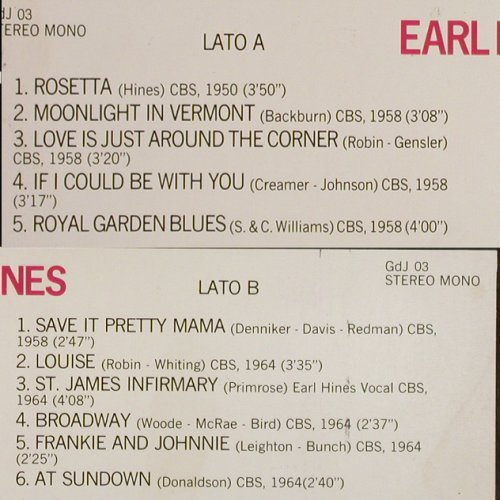 GdJ 03
STEREO MONO
LATO A
EARL
1. ROSETTA (Hines) CBS, 1950 (3'50")
2. MOONLIGHT IN VERMONT (Backburn) CBS, 1958 (3'08")
3. LOVE IS JUST AROUND THE CORNER (Robin - Gensler)
CBS, 1958 (3'20")
4. IF I COULD BE WITH YOU (Creamer - Johnson) CBS, 1958
(3'17")
5. ROYAL GARDEN BLUES (S. & C. Williams) CBS, 1958 (4'00")
NES
LATO B
GdJ 03
STEREO MONO
1. SAVE IT PRETTY MAMA (Denniker - Davis - Redman) CBS,
1958 (2'47")
2. LOUISE (Robin - Whiting) CBS, 1964 (3'35")
3. ST. JAMES INFIRMARY (Primrose) Earl Hines Vocal CBS,
1964 (4'08")
4. BROADWAY (Woode - McRae - Bird) CBS, 1964 (2'37")
5. FRANKIE AND JOHNNIE (Leighton - Bunch) CBS, 1964
(2'25")
6. AT SUNDOWN (Donaldson) CBS, 1964(2'40")